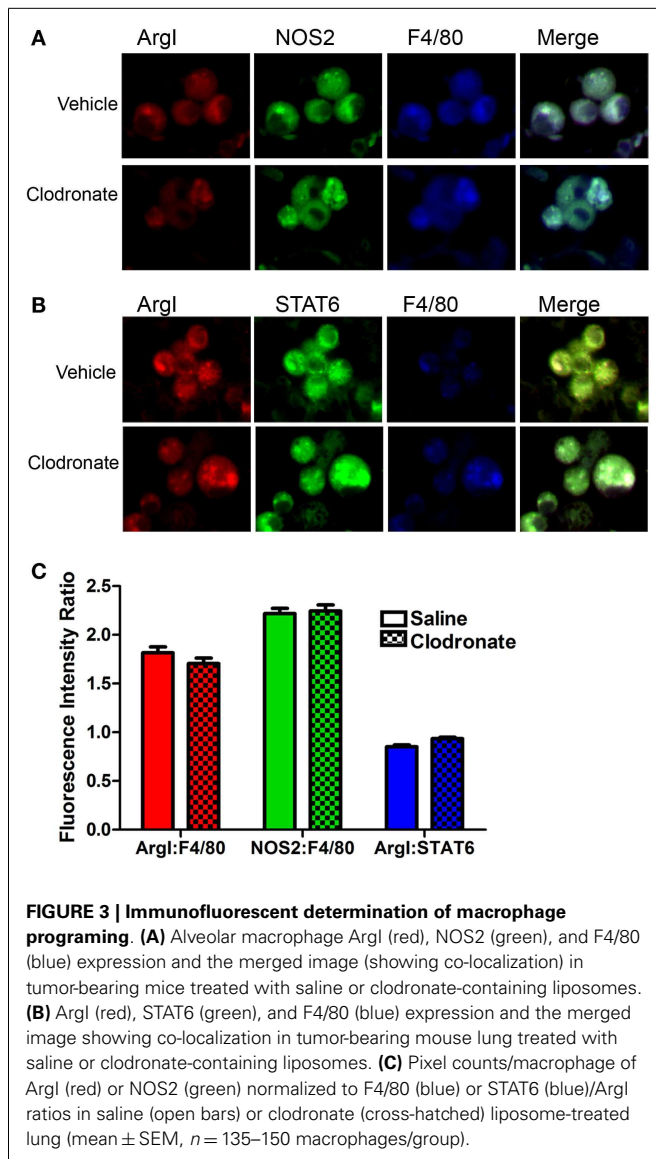 A
ArgI NOS2 F4/80 Merge
Vehicle
Clodronate
B
ArgI STAT6 F4/80 Merge
Vehicle
Clodronate
C
Fluorescence Intensity Ratio
2.5
2.0
1.5
1.0
0.5
0.0
Saline
Clodronate
ArgI:F4/80 NOS2:F4/80 ArgI:STAT6
FIGURE 3 | Immunofluorescent determination of macrophage
programing. (A) Alveolar macrophage ArgI (red), NOS2 (green), and F4/80
(blue) expression and the merged image (showing co-localization) in
tumor-bearing mice treated with saline or clodronate-containing liposomes.
(B) ArgI (red), STAT6 (green), and F4/80 (blue) expression and the merged
image showing co-localization in tumor-bearing mouse lung treated with
saline or clodronate-containing liposomes. (C) Pixel counts/macrophage of
ArgI (red) or NOS2 (green) normalized to F4/80 (blue) or STAT6 (blue)/ArgI
ratios in saline (open bars) or clodronate (cross-hatched) liposome-treated
lung (mean ± SEM, n = 135–150 macrophages/group).